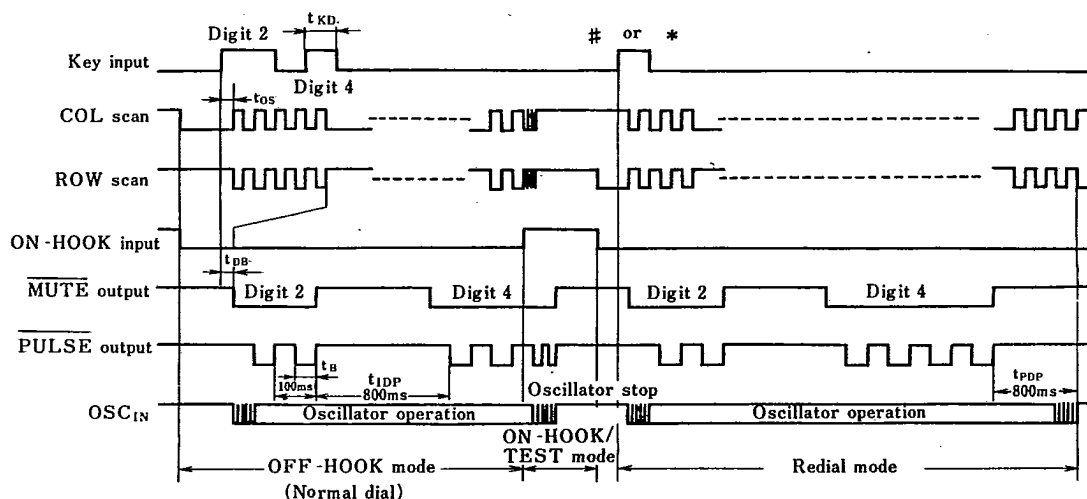 t KD.
Digit 2
# or *
Key input
Digit 4
tOS
COL scan
ROW scan
ON-HOOK input
tDB
MUTE output
Digit 2
Digit 4
Digit 2
Digit 4
PULSE output
tB
100ms
tIDP
800ms
Oscillator stop
tPDP
800ms
OSCIN
Oscillator operation
Oscillator operation
ON-HOOK/
TEST mode
OFF-HOOK mode
(Normal dial)
Redial mode